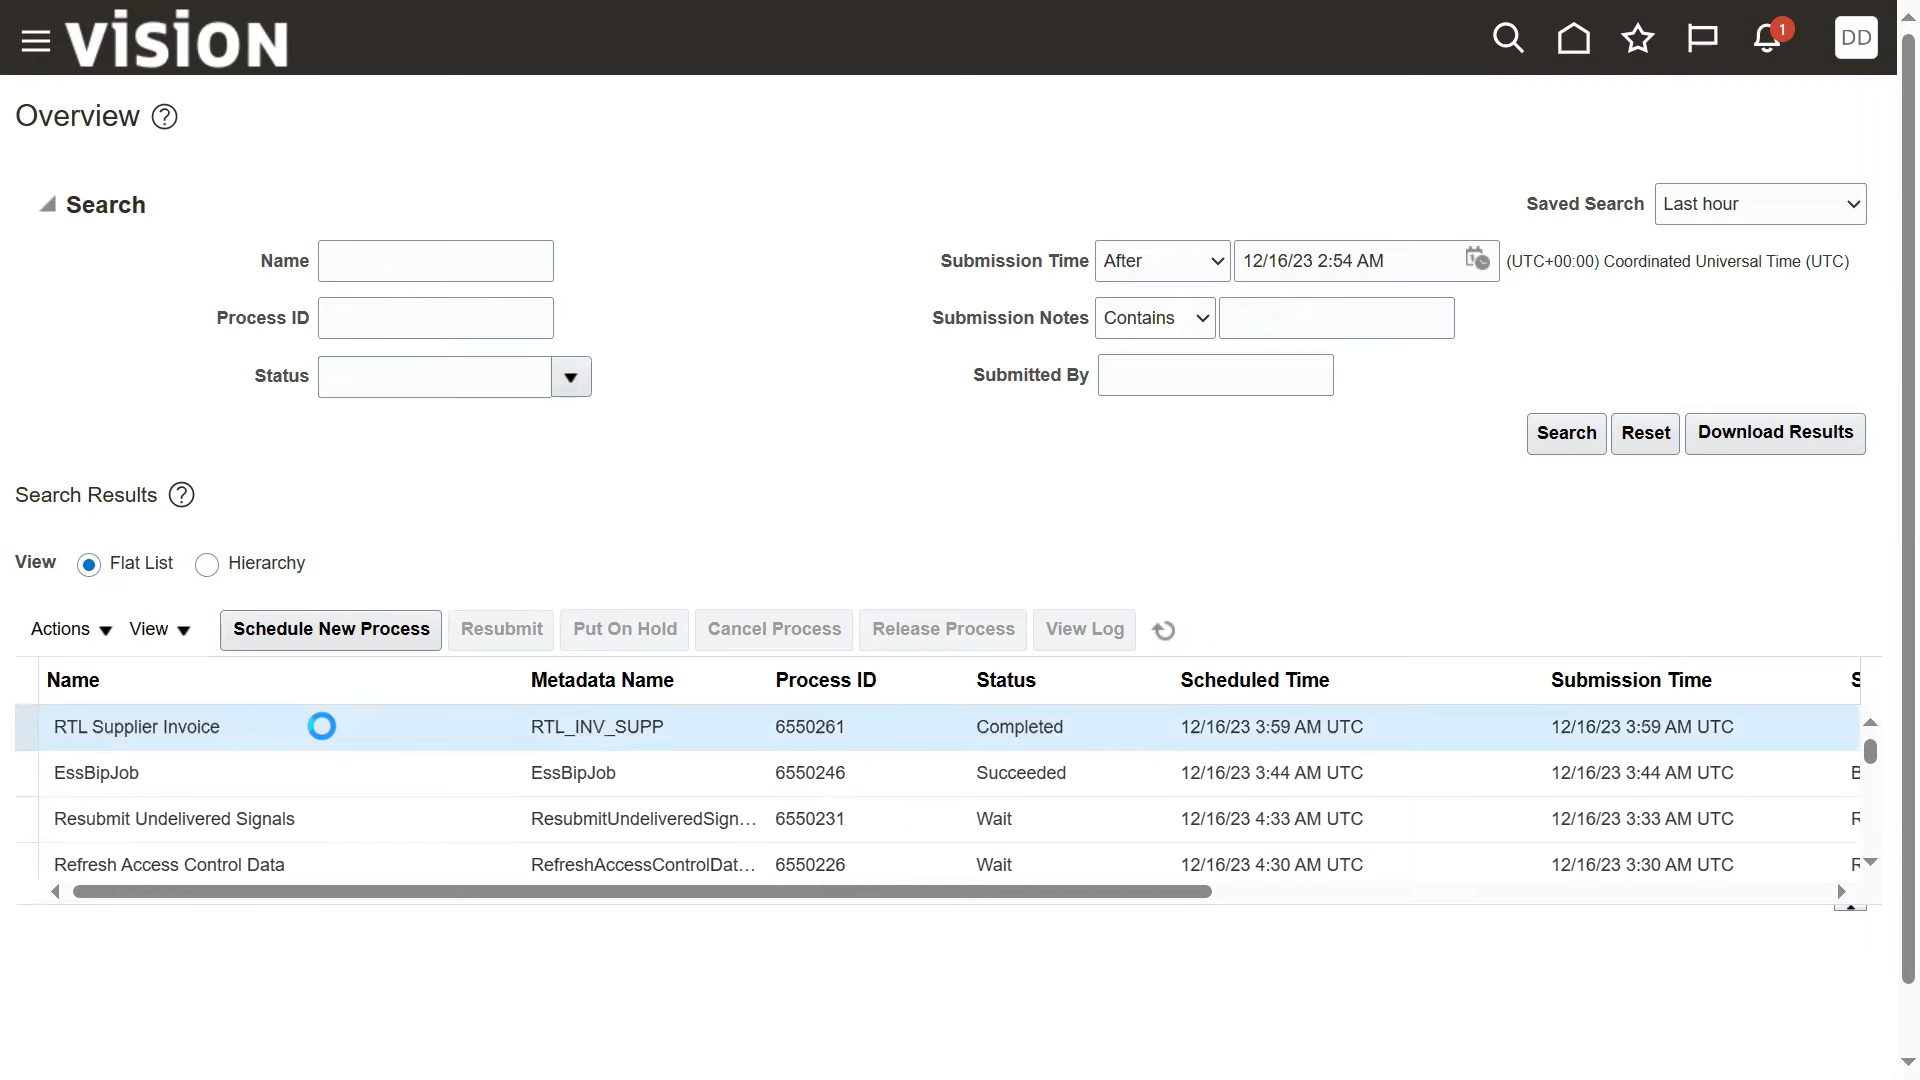 vision
1
DD
Overview ?
Search
Saved Search Last hour
Name
Submission Time After 12/16/23 2:54 AM (UTC+00:00) Coordinated Universal Time (UTC)
Process ID
Submission Notes Contains
Status
Submitted By
Search Reset Download Results
Search Results ?
View Flat List Hierarchy
Actions View Schedule New Process Resubmit Put On Hold Cancel Process Release Process View Log
Name Metadata Name Process ID Status Scheduled Time Submission Time S
RTL Supplier Invoice RTL_INV_SUPP 6550261 Completed 12/16/23 3:59 AM UTC 12/16/23 3:59 AM UTC
EssBipJob EssBipJob 6550246 Succeeded 12/16/23 3:44 AM UTC 12/16/23 3:44 AM UTC
Resubmit Undelivered Signals ResubmitUndeliveredSign... 6550231 Wait 12/16/23 4:33 AM UTC 12/16/23 3:33 AM UTC
Refresh Access Control Data RefreshAccessControlDat... 6550226 Wait 12/16/23 4:30 AM UTC 12/16/23 3:30 AM UTC